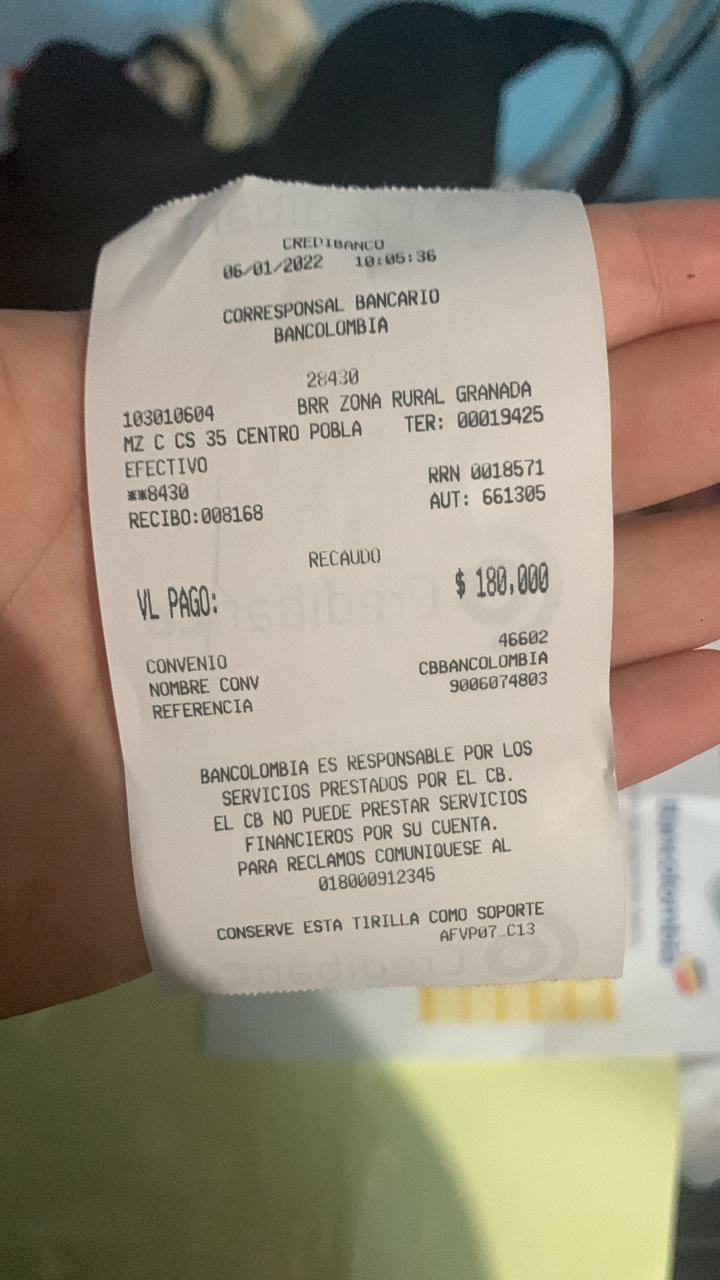 CREDIBANCO
06/01/2022 10:05:36
CORRESPONSAL BANCARIO
BANCOLOMBIA
28430
103010604 BRR ZONA RURAL GRANADA
MZ C CS 35 CENTRO POBLA TER: 00019425
EFECTIVO
**8430 RRN 0018571
RECIBO:008168 AUT: 661305
RECAUDO
VL PAGO: $ 180,000
CONVENIO 46602
NOMBRE CONV CBBANCOLOMBIA
REFERENCIA 9006074803
BANCOLOMBIA ES RESPONSABLE POR LOS
SERVICIOS PRESTADOS POR EL CB.
EL CB NO PUEDE PRESTAR SERVICIOS
FINANCIEROS POR SU CUENTA.
PARA RECLAMOS COMUNIQUESE AL
018000912345
CONSERVE ESTA TIRILLA COMO SOPORTE
AFVP07_C13
Bancolombia